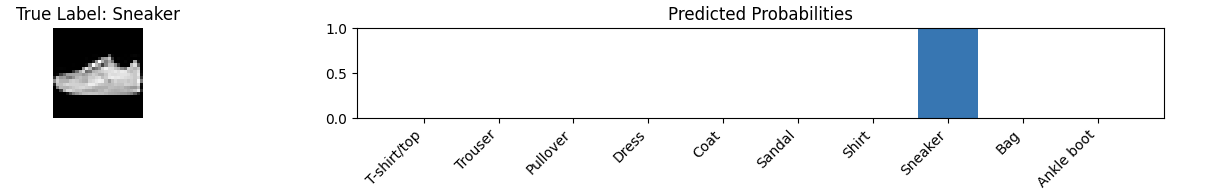 True Label: Sneaker
Predicted Probabilities
1.0
0.5
0.0
T-shirt/top
Trouser
Pullover
Dress
Coat
Sandal
Shirt
Sneaker
Bag
Ankle boot